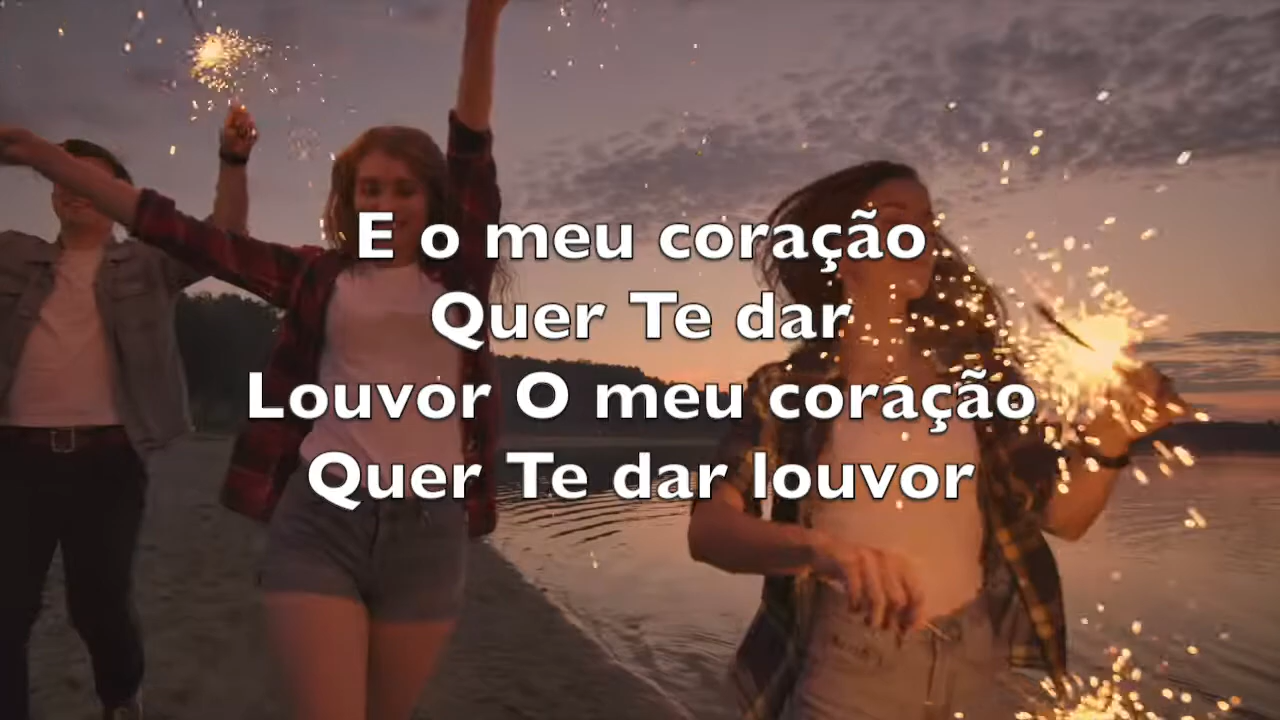 E o meu coração
Quer Te dar
Louvor O meu coração
Quer Te dar louvor